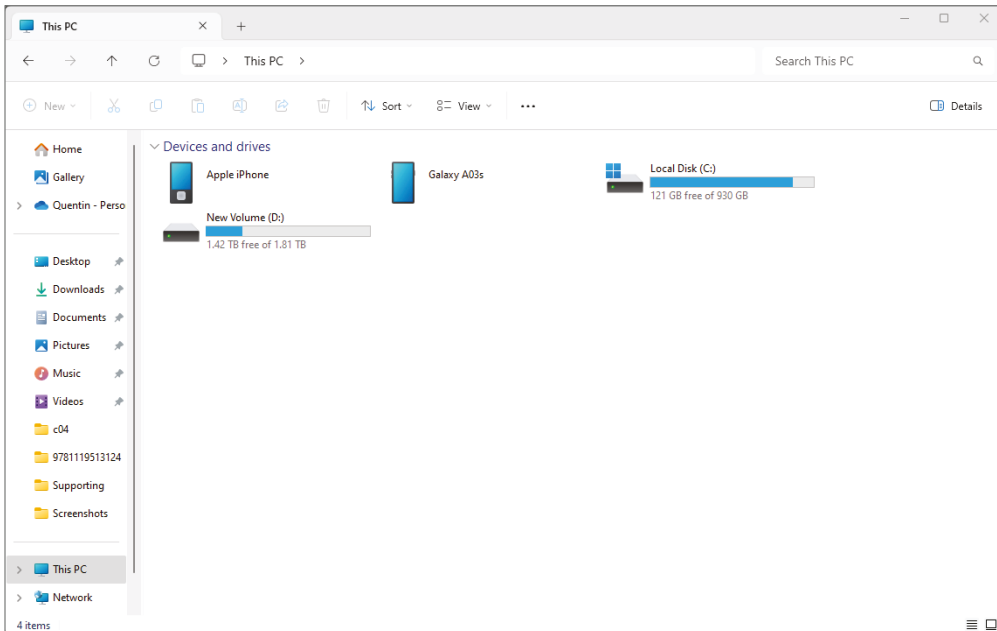 This PC
This PC
Search This PC
New
Sort
View
Details
Home
Gallery
Quentin - Perso
Desktop
Downloads
Documents
Pictures
Music
Videos
c04
9781119513124
Supporting
Screenshots
This PC
Network
Devices and drives
Apple iPhone
Galaxy A03s
Local Disk (C:)
121 GB free of 930 GB
New Volume (D:)
1.42 TB free of 1.81 TB
4 items